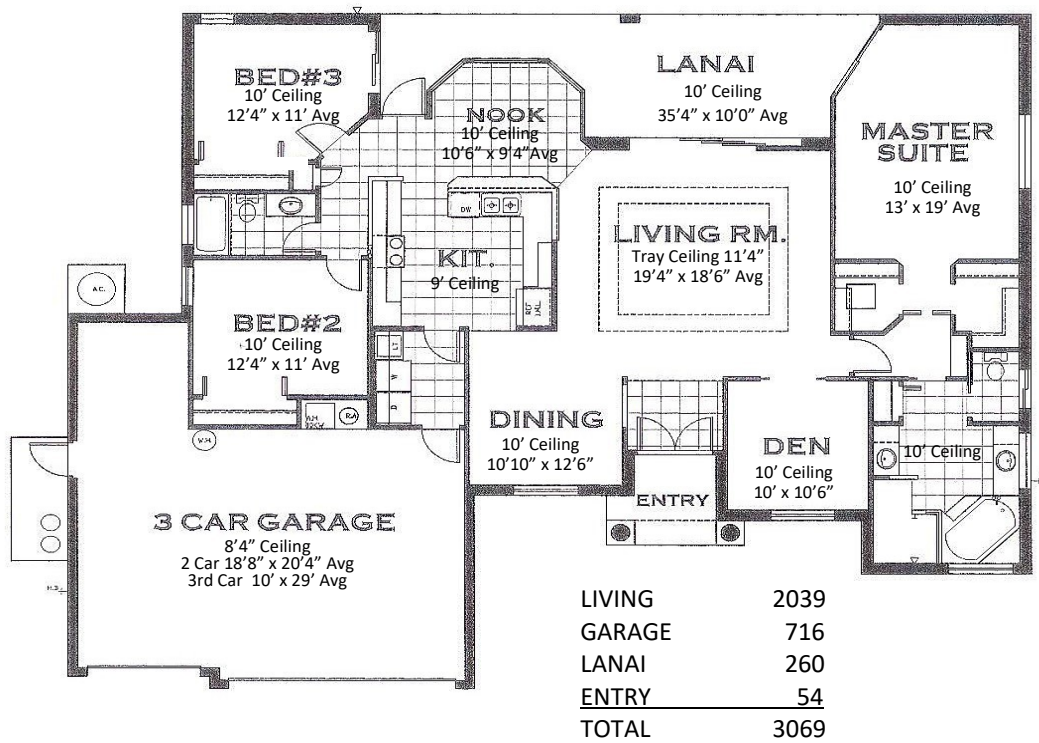 BED#3
10' Ceiling
12'4” x 11' Avg
NOOK
10' Ceiling
10'6” x 9'4”Avg
LANAI
10' Ceiling
35'4” x 10'0” Avg
MASTER
SUITE
10' Ceiling
13' x 19' Avg
DW
KIT.
9' Ceiling
REF
LIVING RM.
Tray Ceiling 11'4”
19'4” x 18'6” Avg
A.C.
BED#2
10' Ceiling
12'4” x 11' Avg
LT
W
D
W.H.
R.A.
W.H.
DINING
10' Ceiling
10'10” x 12'6”
DEN
10' Ceiling
10' x 10'6”
10' Ceiling
ENTRY
3 CAR GARAGE
8'4” Ceiling
2 Car 18'8” x 20'4” Avg
3rd Car 10' x 29' Avg
H.B.
LIVING 2039
GARAGE 716
LANAI 260
ENTRY 54
TOTAL 3069